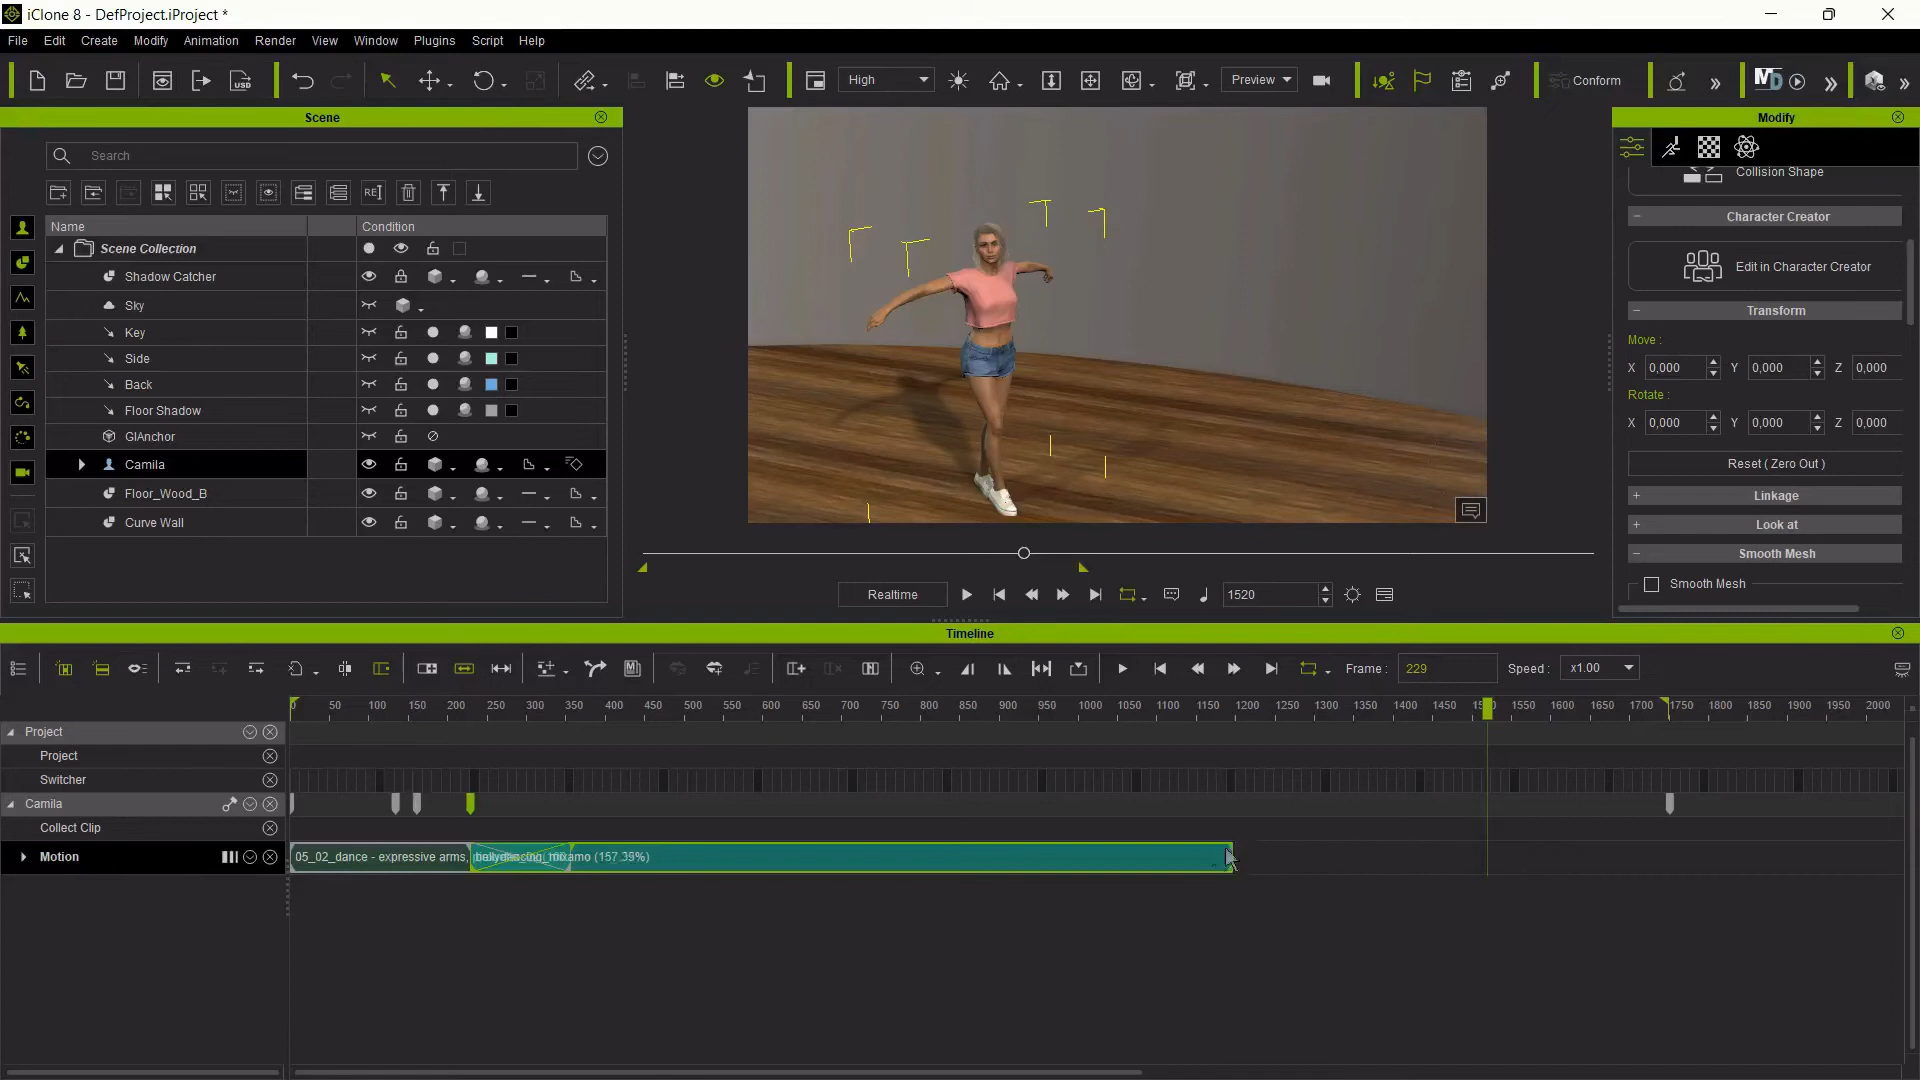 iClone 8 - DefProject.iProject *
File Edit Create Modify Animation Render View Window Plugins Script Help
USD High Preview Conform MD
Scene
Search
Name Condition
Scene Collection
Shadow Catcher
Sky
Key
Side
Back
Floor Shadow
GIAnchor
Camila
Floor_Wood_B
Curve Wall
Realtime 1520
Modify
Collision Shape
Character Creator
Edit in Character Creator
Transform
Move :
X 0,000 Y 0,000 Z 0,000
Rotate :
X 0,000 Y 0,000 Z 0,000
Reset ( Zero Out )
Linkage
Look at
Smooth Mesh
Smooth Mesh
Timeline
Frame : 229 Speed : x1.00
0 50 100 150 200 250 300 350 400 450 500 550 600 650 700 750 800 850 900 950 1000 1050 1100 1150 1200 1250 1300 1350 1400 1450 1550 1600 1650 1700 1750 1800 1850 1900 1950 2000
Project
Project
Switcher
Camila
Collect Clip
Motion
05_02_dance - expressive arms,